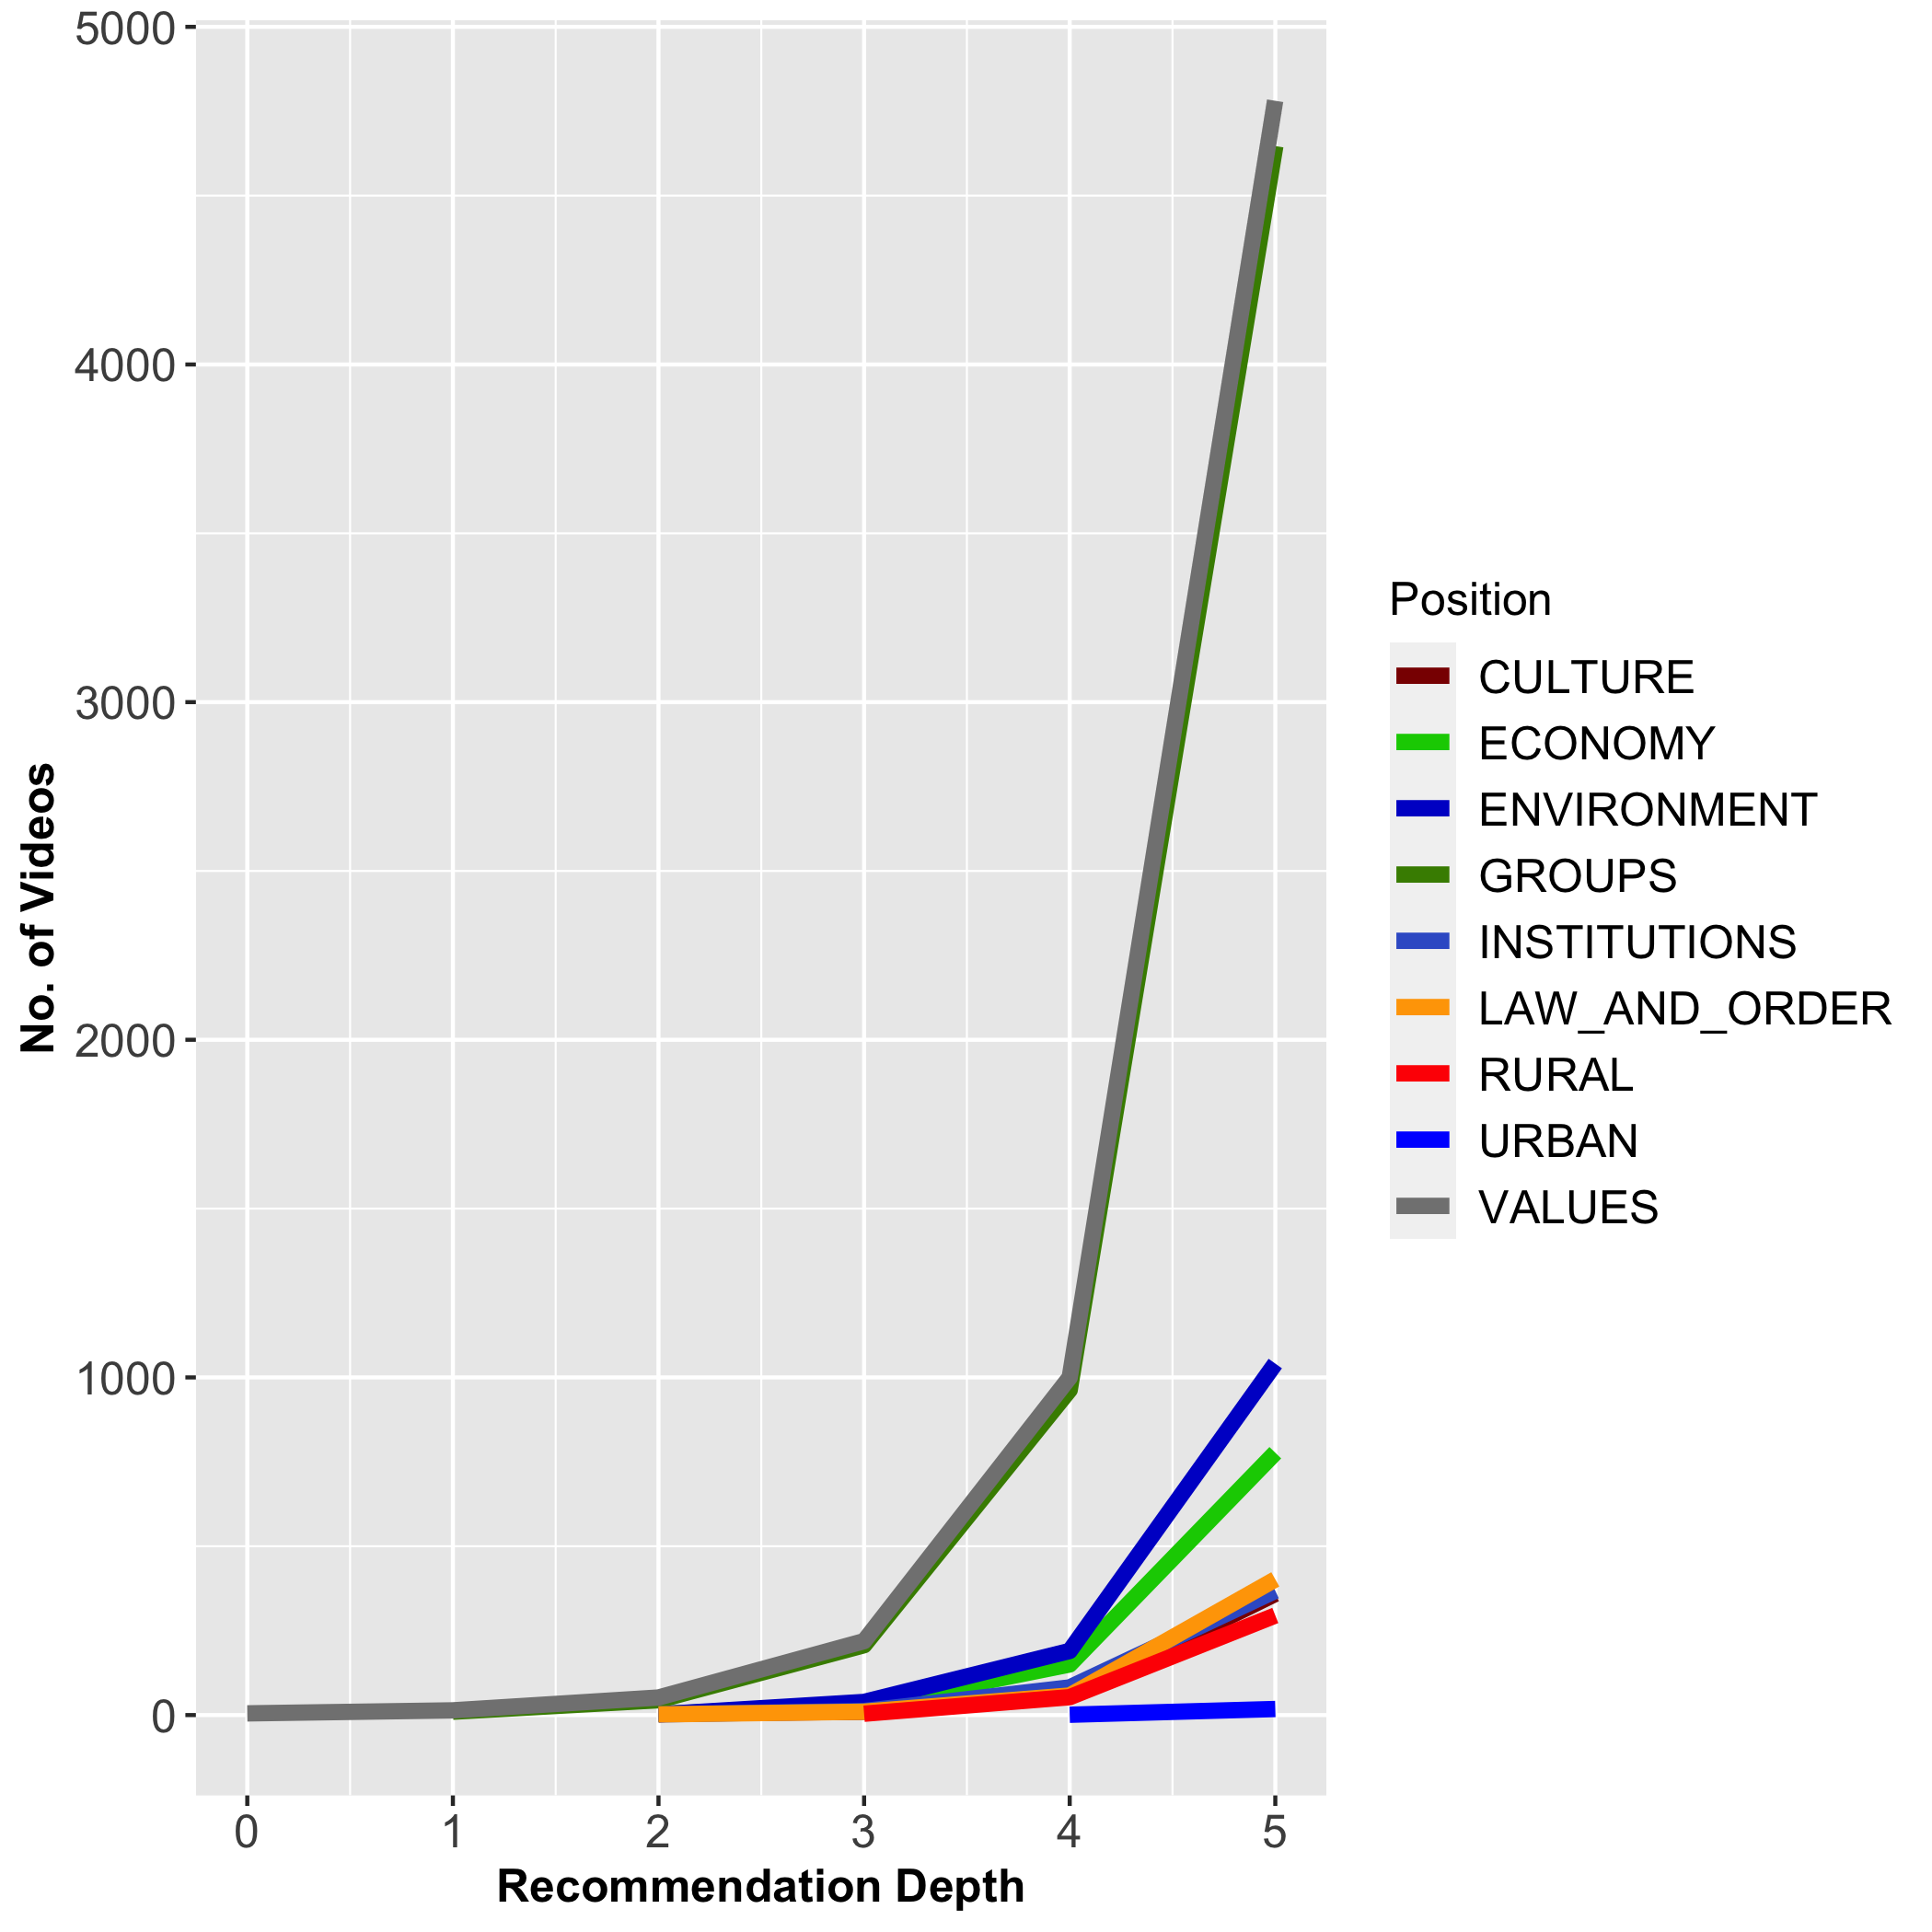 5000
4000
3000
2000
1000
0
No. of Videos
0 1 2 3 4 5
Recommendation Depth
Position
CULTURE
ECONOMY
ENVIRONMENT
GROUPS
INSTITUTIONS
LAW_AND_ORDER
RURAL
URBAN
VALUES